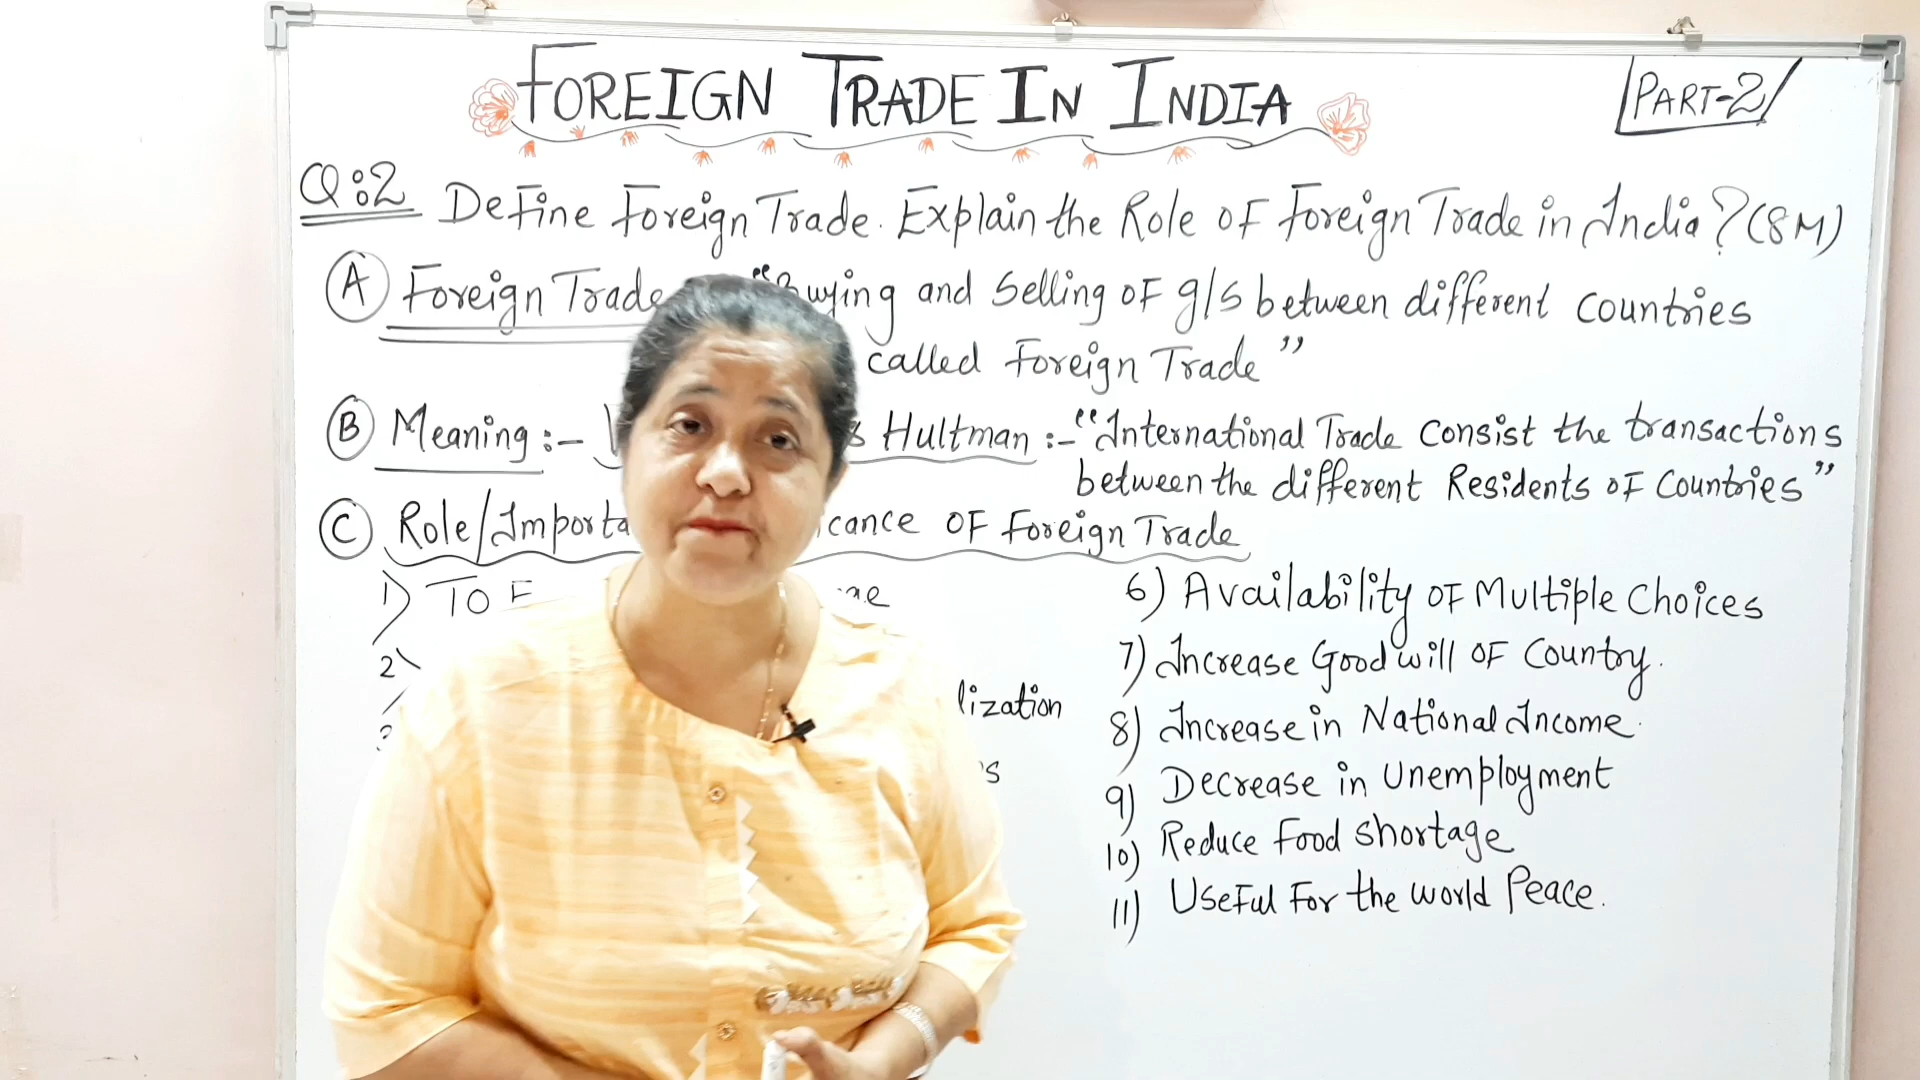 FOREIGN TRADE IN INDIA
PART-2
Q:2 Define Foreign Trade. Explain the Role of Foreign Trade in India? (8M)
(A) Foreign Trade "Buying and Selling of g/s between different countries
called Foreign Trade"
(B) Meaning :- Hultman :- "International Trade consist the transactions
between the different Residents of Countries"
(C) Role/ of Foreign Trade
1) To
2)
lization
6) Availability of Multiple Choices
7) Increase Goodwill of Country.
8) Increase in National Income.
9) Decrease in Unemployment
10) Reduce Food Shortage
11) Useful For the world Peace.